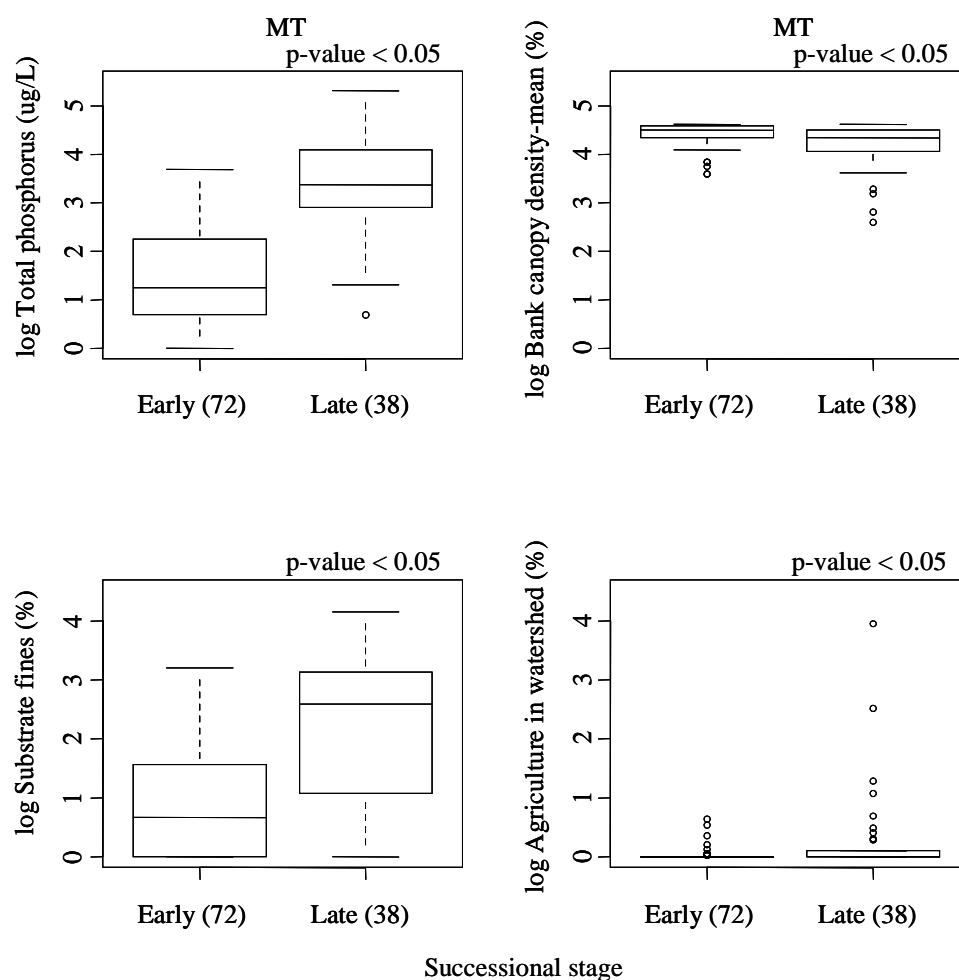 MT
p-value < 0.05
log Total phosphorus (ug/L)
5
4
3
2
1
0
Early (72)
Late (38)
MT
p-value < 0.05
log Bank canopy density-mean (%)
5
4
3
2
1
0
Early (72)
Late (38)
p-value < 0.05
log Substrate fines (%)
4
3
2
1
0
Early (72)
Late (38)
p-value < 0.05
log Agriculture in watershed (%)
4
3
2
1
0
Early (72)
Late (38)
Successional stage